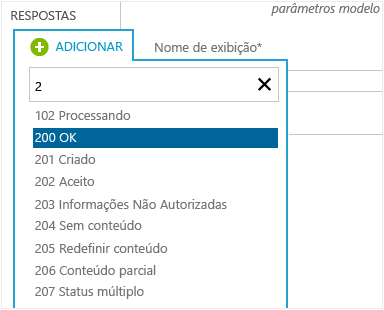 parâmetros modelo
RESPOSTAS
ADICIONAR
Nome de exibição*
2
102 Processando
200 OK
201 Criado
202 Aceito
203 Informações Não Autorizadas
204 Sem conteúdo
205 Redefinir conteúdo
206 Conteúdo parcial
207 Status múltiplo